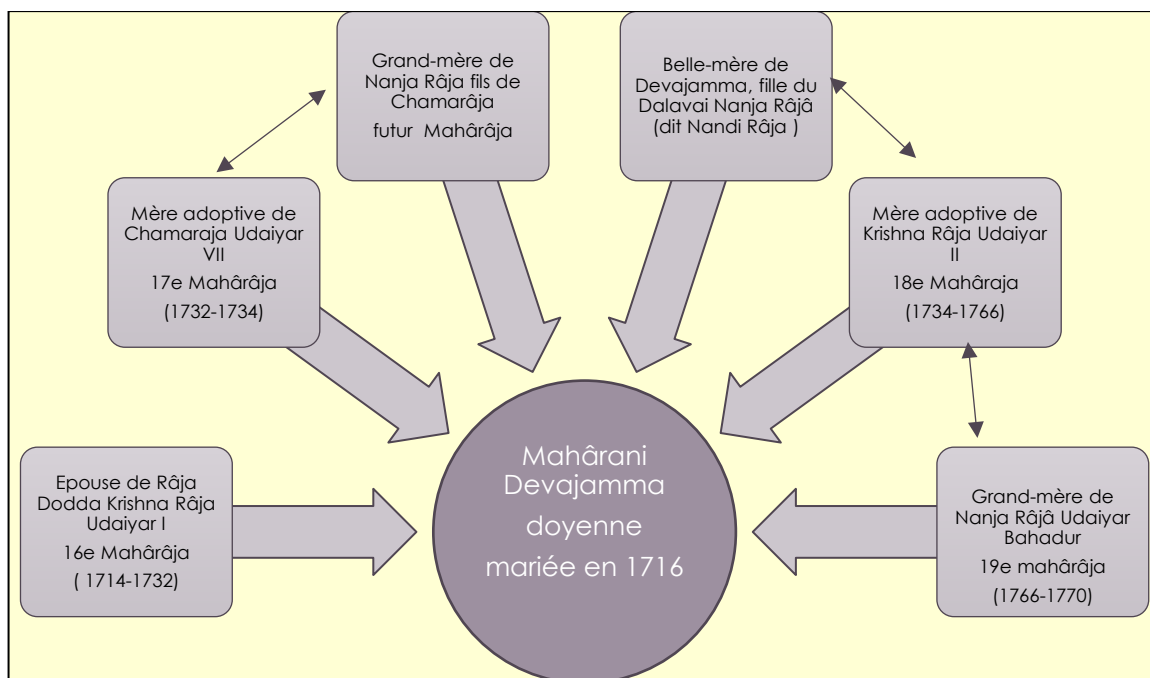 Grand-mère de
Nanja Râja fils de
Chamarâja
futur Mahârâja
Belle-mère de
Devajamma, fille du
Dalavai Nanja Râjâ
(dit Nandi Râja )
Mère adoptive de
Chamaraja Udaiyar
VII
17e Mahârâja
(1732-1734)
Mère adoptive de
Krishna Râja Udaiyar
II
18e Mahâraja
(1734-1766)
Epouse de Râja
Dodda Krishna Râja
Udaiyar I
16e Mahârâja
( 1714-1732)
Mahârani
Devajamma
doyenne
mariée en 1716
Grand-mère de
Nanja Râjâ Udaiyar
Bahadur
19e mahârâja
(1766-1770)